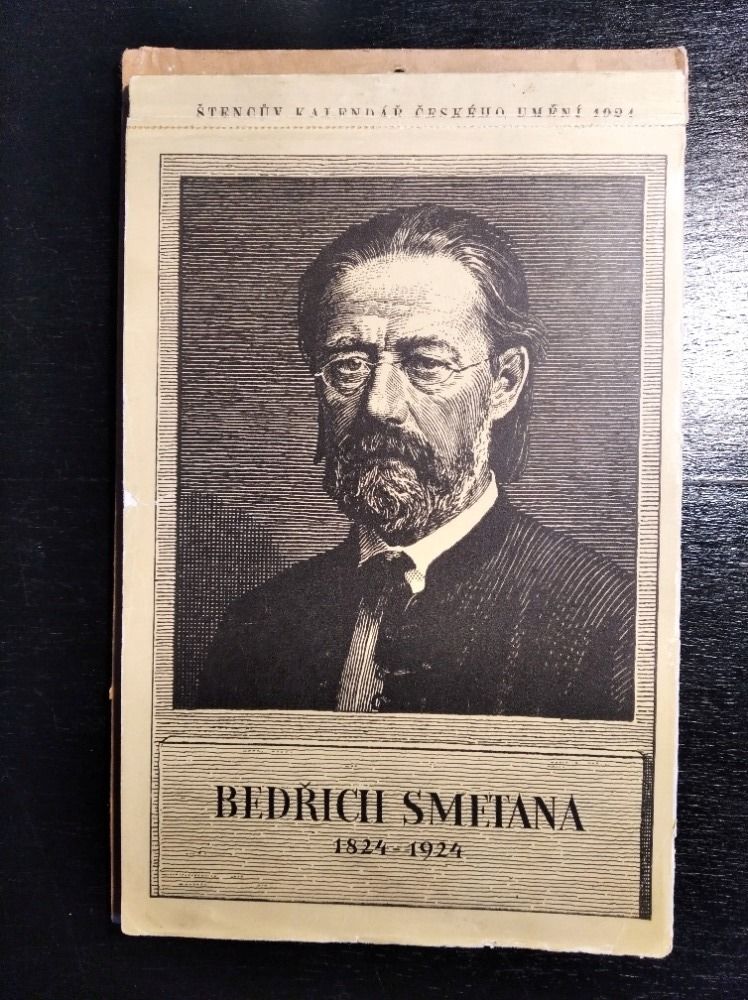 ŠTENCŮV KALENDÁŘ ČESKÉHO UMĚNÍ 1924
BEDŘICH SMETANA
1824-1924